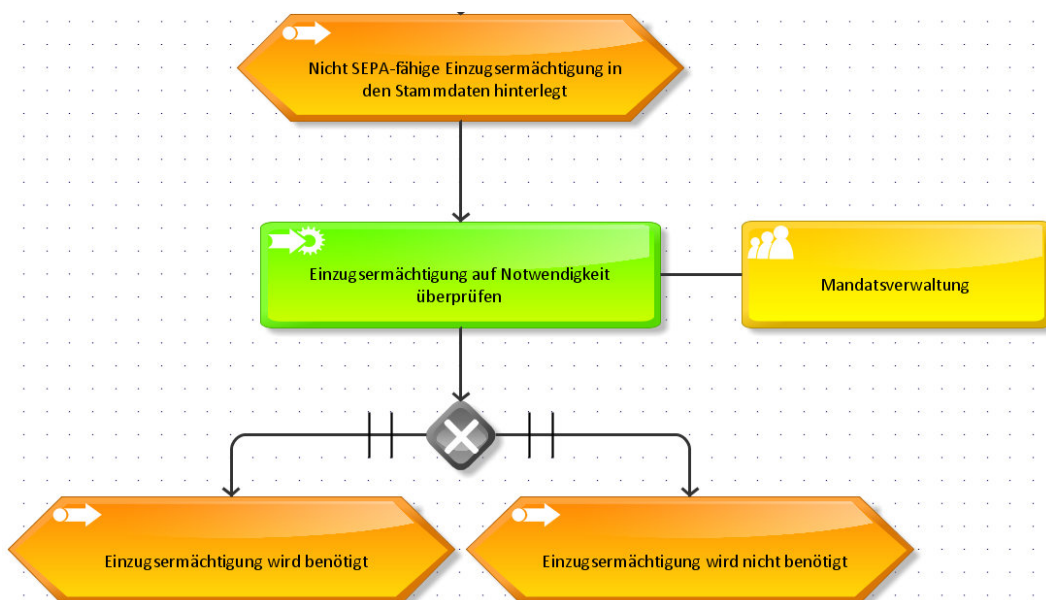 Nicht SEPA-fähige Einzugsermächtigung in
den Stammdaten hinterlegt
Einzugsermächtigung auf Notwendigkeit
überprüfen
Mandatsverwaltung
Einzugsermächtigung wird benötigt
Einzugsermächtigung wird nicht benötigt